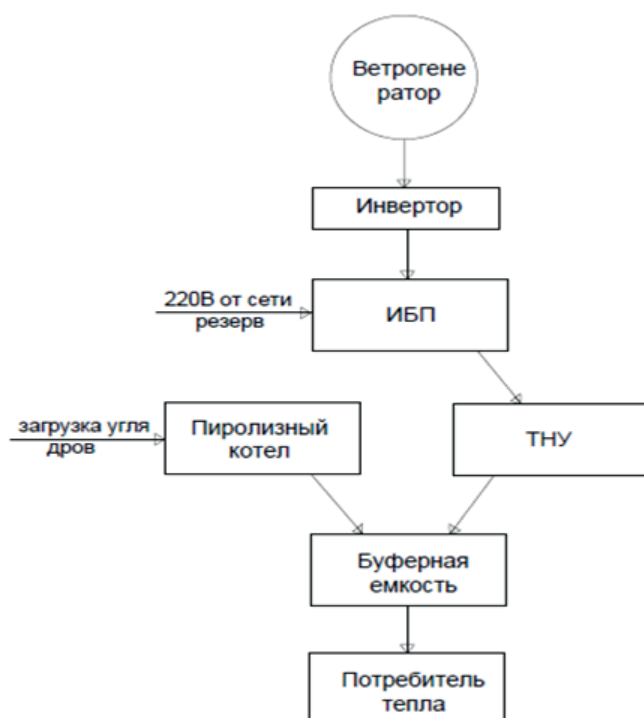 Ветрогене
ратор
Инвертор
220В от сети
резерв
ИБП
загрузка угля
дров
Пиролизный
котел
ТНУ
Буферная
емкость
Потребитель
тепла